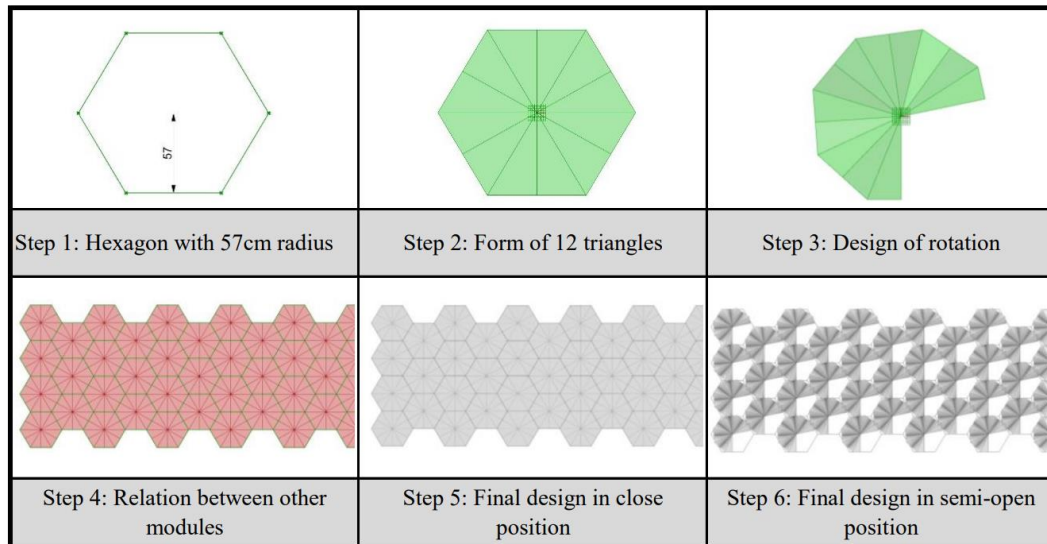 57
Step 1: Hexagon with 57cm radius
Step 2: Form of 12 triangles
Step 3: Design of rotation
Step 4: Relation between other
modules
Step 5: Final design in close
position
Step 6: Final design in semi-open
position